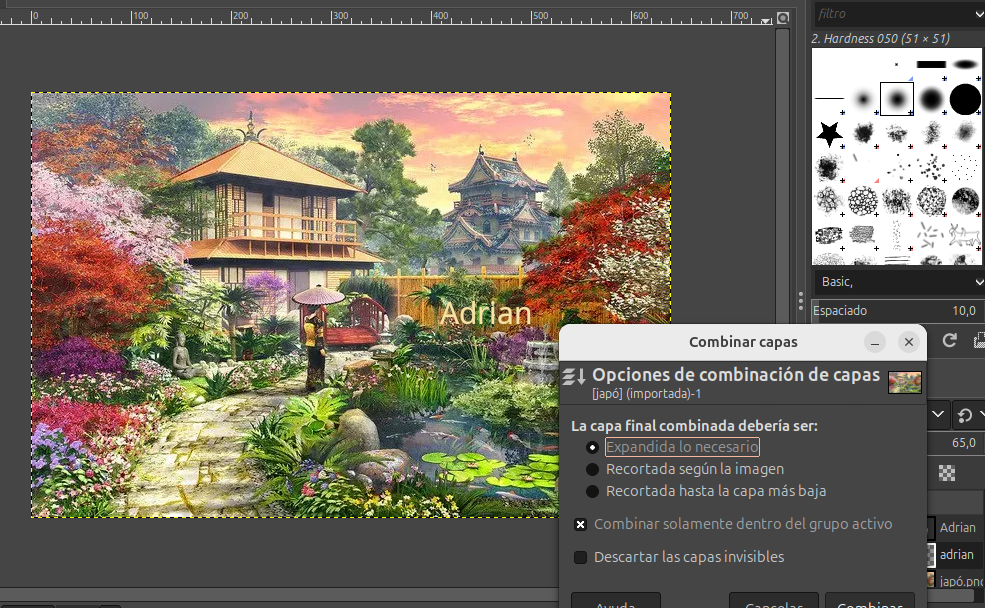 0 100 200 300 400 500 600 700
filtro
2. Hardness 050 (51 × 51)
Adrian
Basic,
Espaciado 10,0
Combinar capas
Opciones de combinación de capas
[japó] (importada)-1
La capa final combinada debería ser:
Expandida lo necesario
Recortada según la imagen
Recortada hasta la capa más baja
Combinar solamente dentro del grupo activo
Descartar las capas invisibles
65,0
Adrian
adrian
japó.pn
Ayuda Cancelar Combinar